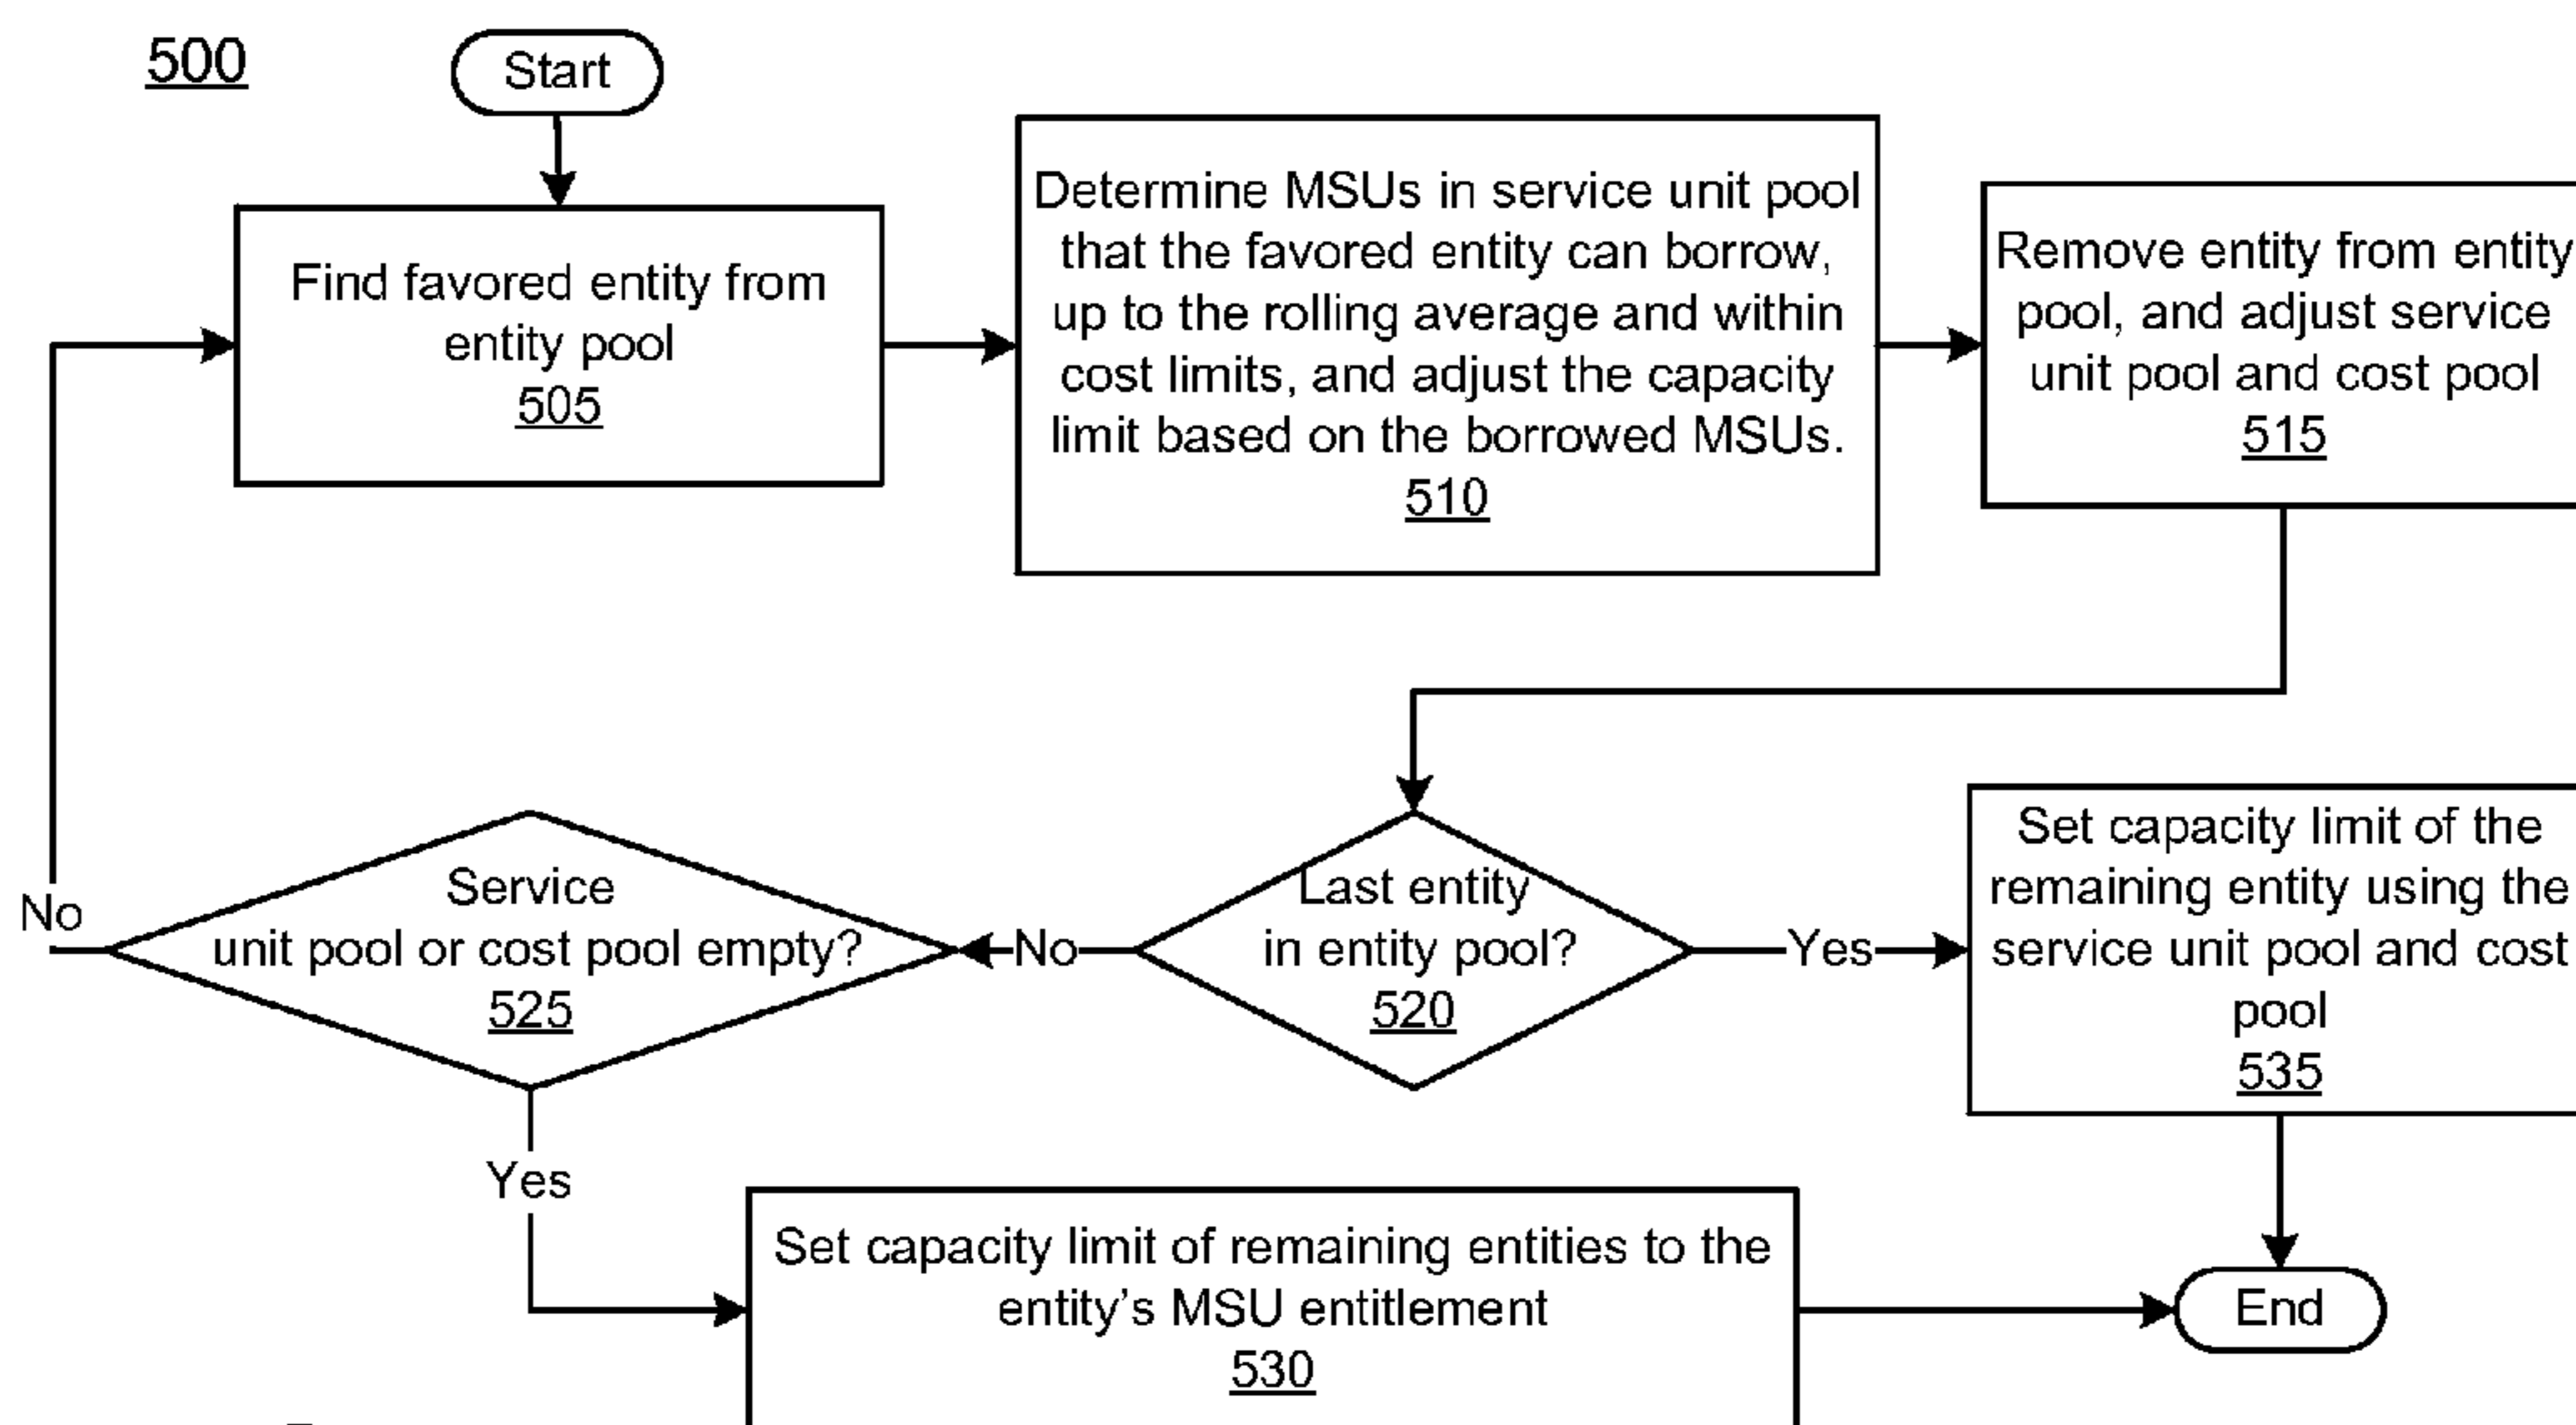 500
Start
Find favored entity from
entity pool
505
Determine MSUs in service unit pool
that the favored entity can borrow,
up to the rolling average and within
cost limits, and adjust the capacity
limit based on the borrowed MSUs.
510
Remove entity from entity
pool, and adjust service
unit pool and cost pool
515
Last entity
in entity pool?
520
No
Yes
Service
unit pool or cost pool empty?
525
No
Yes
Set capacity limit of the
remaining entity using the
service unit pool and cost
pool
535
Set capacity limit of remaining entities to the
entity's MSU entitlement
530
End